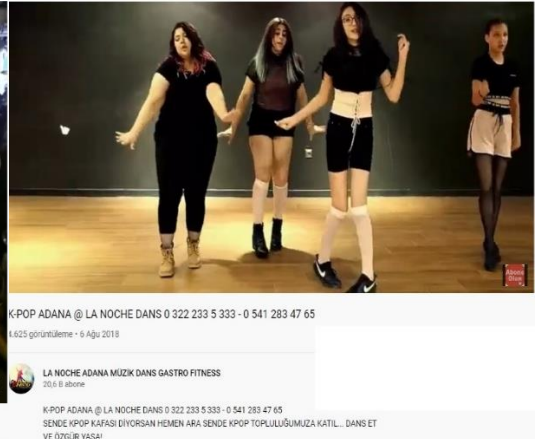 Abone
Olun
K-POP ADANA @ LA NOCHE DANS 0 322 233 5 333 - 0 541 283 47 65
4.625 görüntüleme • 6 Ağu 2018
LA NOCHE ADANA MÜZİK DANS GASTRO FITNESS
20,6 B abone
K-POP ADANA @ LA NOCHE DANS 0 322 233 5 333 - 0 541 283 47 65
SENDE KPOP KAFASI DİYORSAN HEMEN ARA SENDE KPOP TOPLULUĞUMUZA KATIL... DANS ET
VE ÖZGÜR YAŞA!